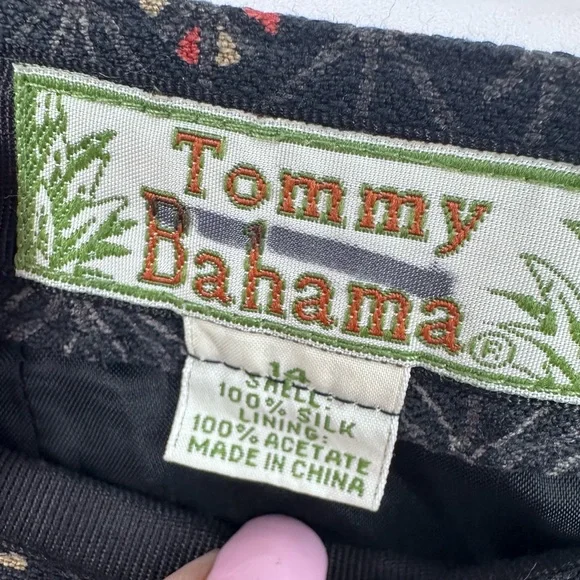 Tommy
Bahama®
14
SHELL:
100% SILK
LINING:
100% ACETATE
MADE IN CHINA